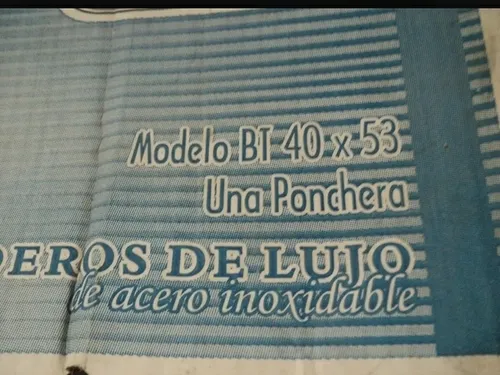 Modelo BT 40 x 53
Una Ponchera
DEROS DE LUJO
de acero inoxidable